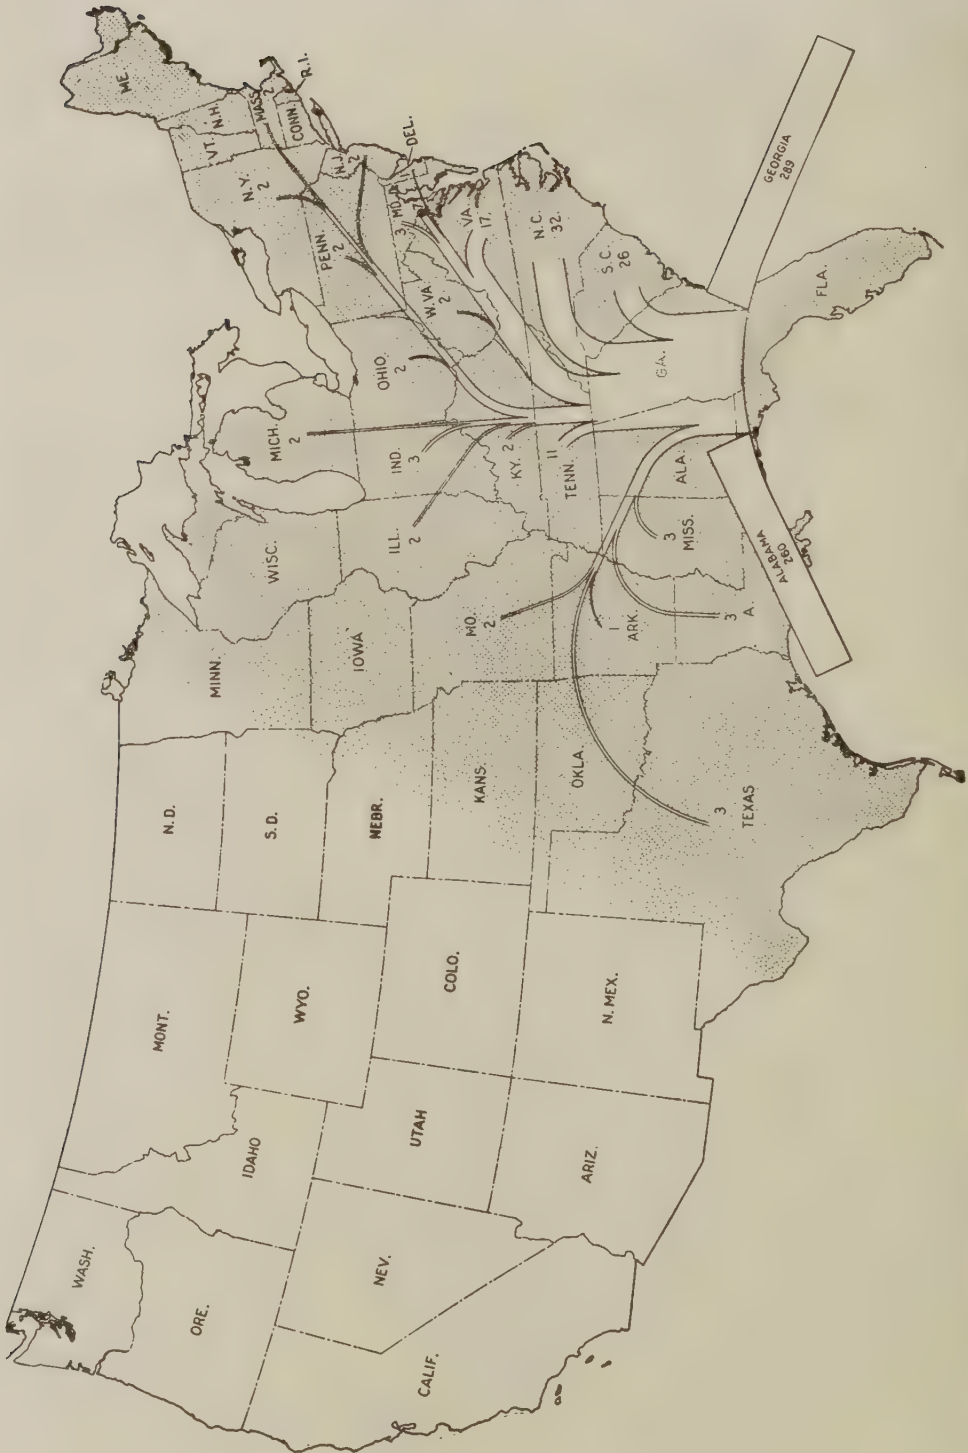 WASH.
ORE.
CALIF.
IDAHO
NEV.
MONT.
WYO.
UTAH
ARIZ.
COLO.
N. MEX.
N. D.
S. D.
NEBR.
KANS.
OKLA.
3
TEXAS
MINN.
IOWA
MO.
2
1
ARK.
3
A.
WISC.
ILL.
2
MICH.
2
IND.
3
OHIO
2
KY.
2
TENN.
11
3
MISS.
ALA.
GA.
FLA.
ME.
VT.
N.H.
MASS.
2
CONN.
R.I.
N.Y.
2
PENN.
2
N.J.
2
DEL.
MD.
3
W. VA.
2
VA.
17
N.C.
32
S.C.
26
ALABAMA
260
GEORGIA
289